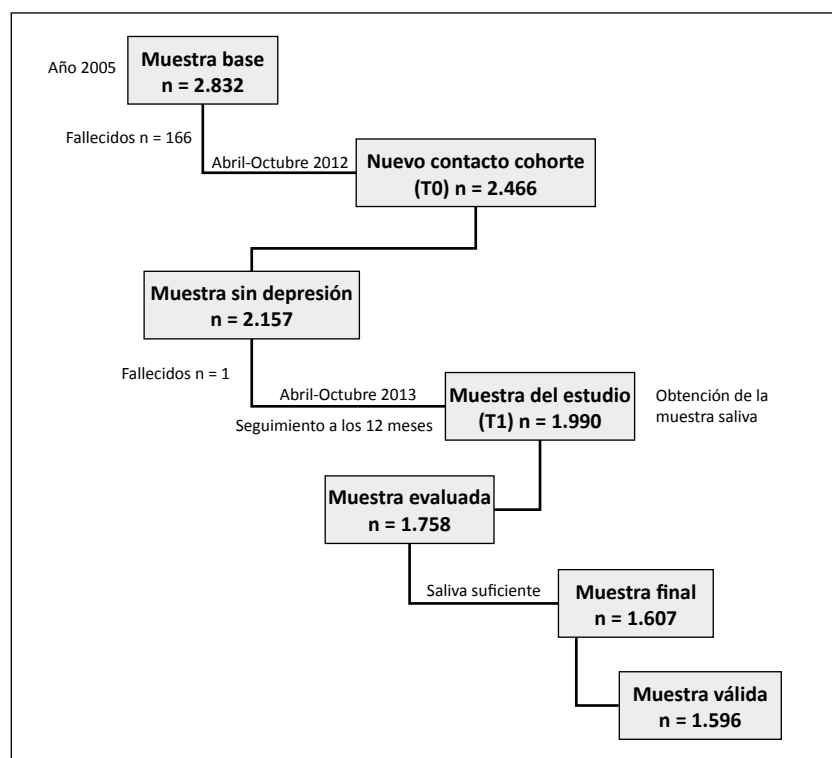 Año 2005
Muestra base
n = 2.832
Fallecidos n = 166
Abril-Octubre 2012
Nuevo contacto cohorte
(T0) n = 2.466
Muestra sin depresión
n = 2.157
Fallecidos n = 1
Abril-Octubre 2013
Seguimiento a los 12 meses
Muestra del estudio
(T1) n = 1.990
Obtención de la
muestra saliva
Muestra evaluada
n = 1.758
Saliva suficiente
Muestra final
n = 1.607
Muestra válida
n = 1.596